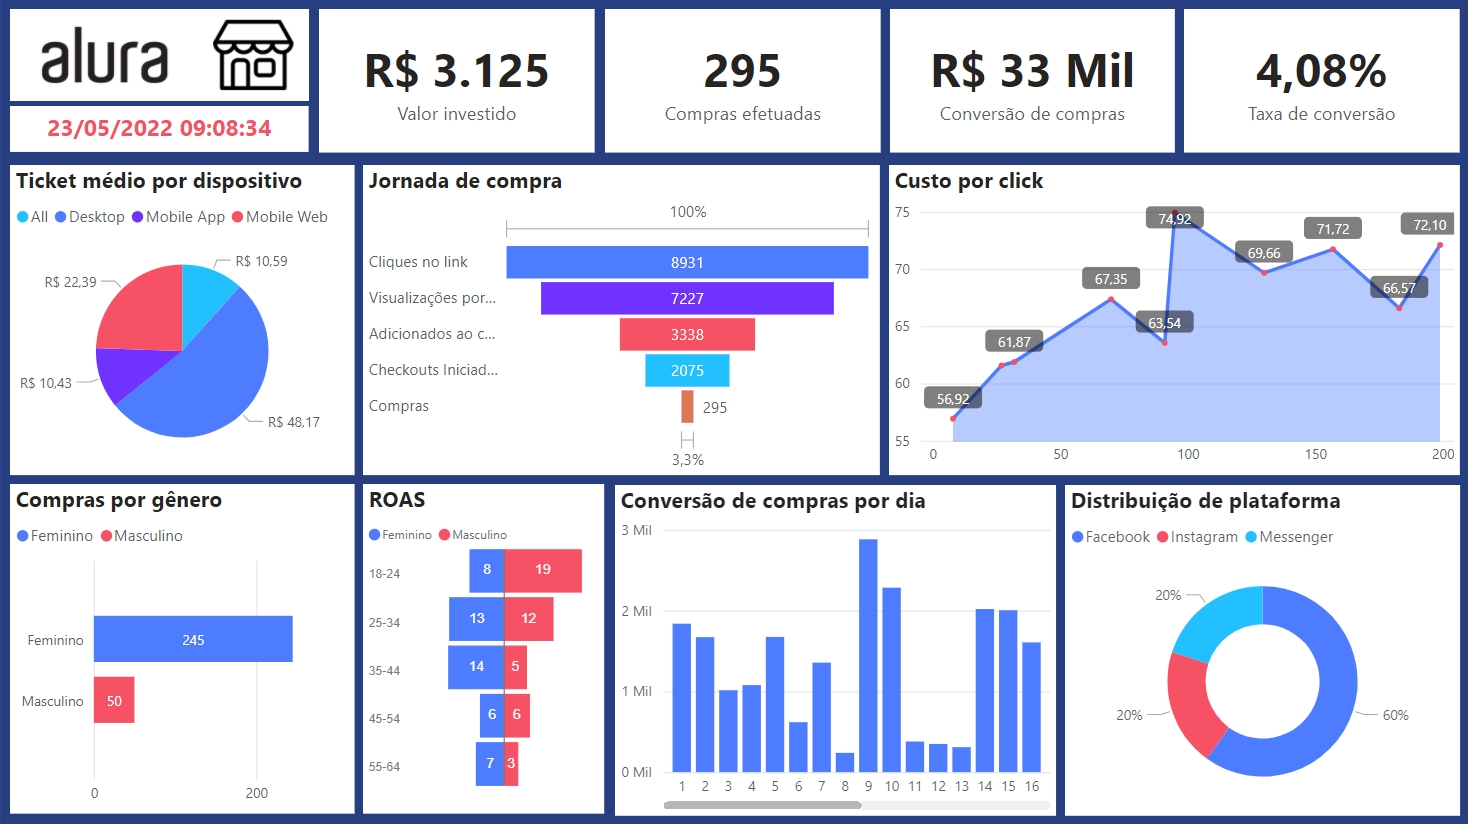 alura
23/05/2022 09:08:34
R$ 3.125
Valor investido
295
Compras efetuadas
R$ 33 Mil
Conversão de compras
4,08%
Taxa de conversão
Ticket médio por dispositivo
All Desktop Mobile App Mobile Web
R$ 10,59
R$ 22,39
R$ 10,43
R$ 48,17
Jornada de compra
100%
Cliques no link 8931
Visualizações por... 7227
Adicionados ao c... 3338
Checkouts Iniciad... 2075
Compras 295
3,3%
Custo por click
75
70
65
60
55
56,92
61,87
67,35
63,54
74,92
69,66
71,72
66,57
72,10
0 50 100 150 200
Compras por gênero
Feminino Masculino
Feminino 245
Masculino 50
0 200
ROAS
Feminino Masculino
18-24 8 19
25-34 13 12
35-44 14 5
45-54 6 6
55-64 7 3
Conversão de compras por dia
3 Mil
2 Mil
1 Mil
0 Mil
1 2 3 4 5 6 7 8 9 10 11 12 13 14 15 16
Distribuição de plataforma
Facebook Instagram Messenger
20%
20%
60%